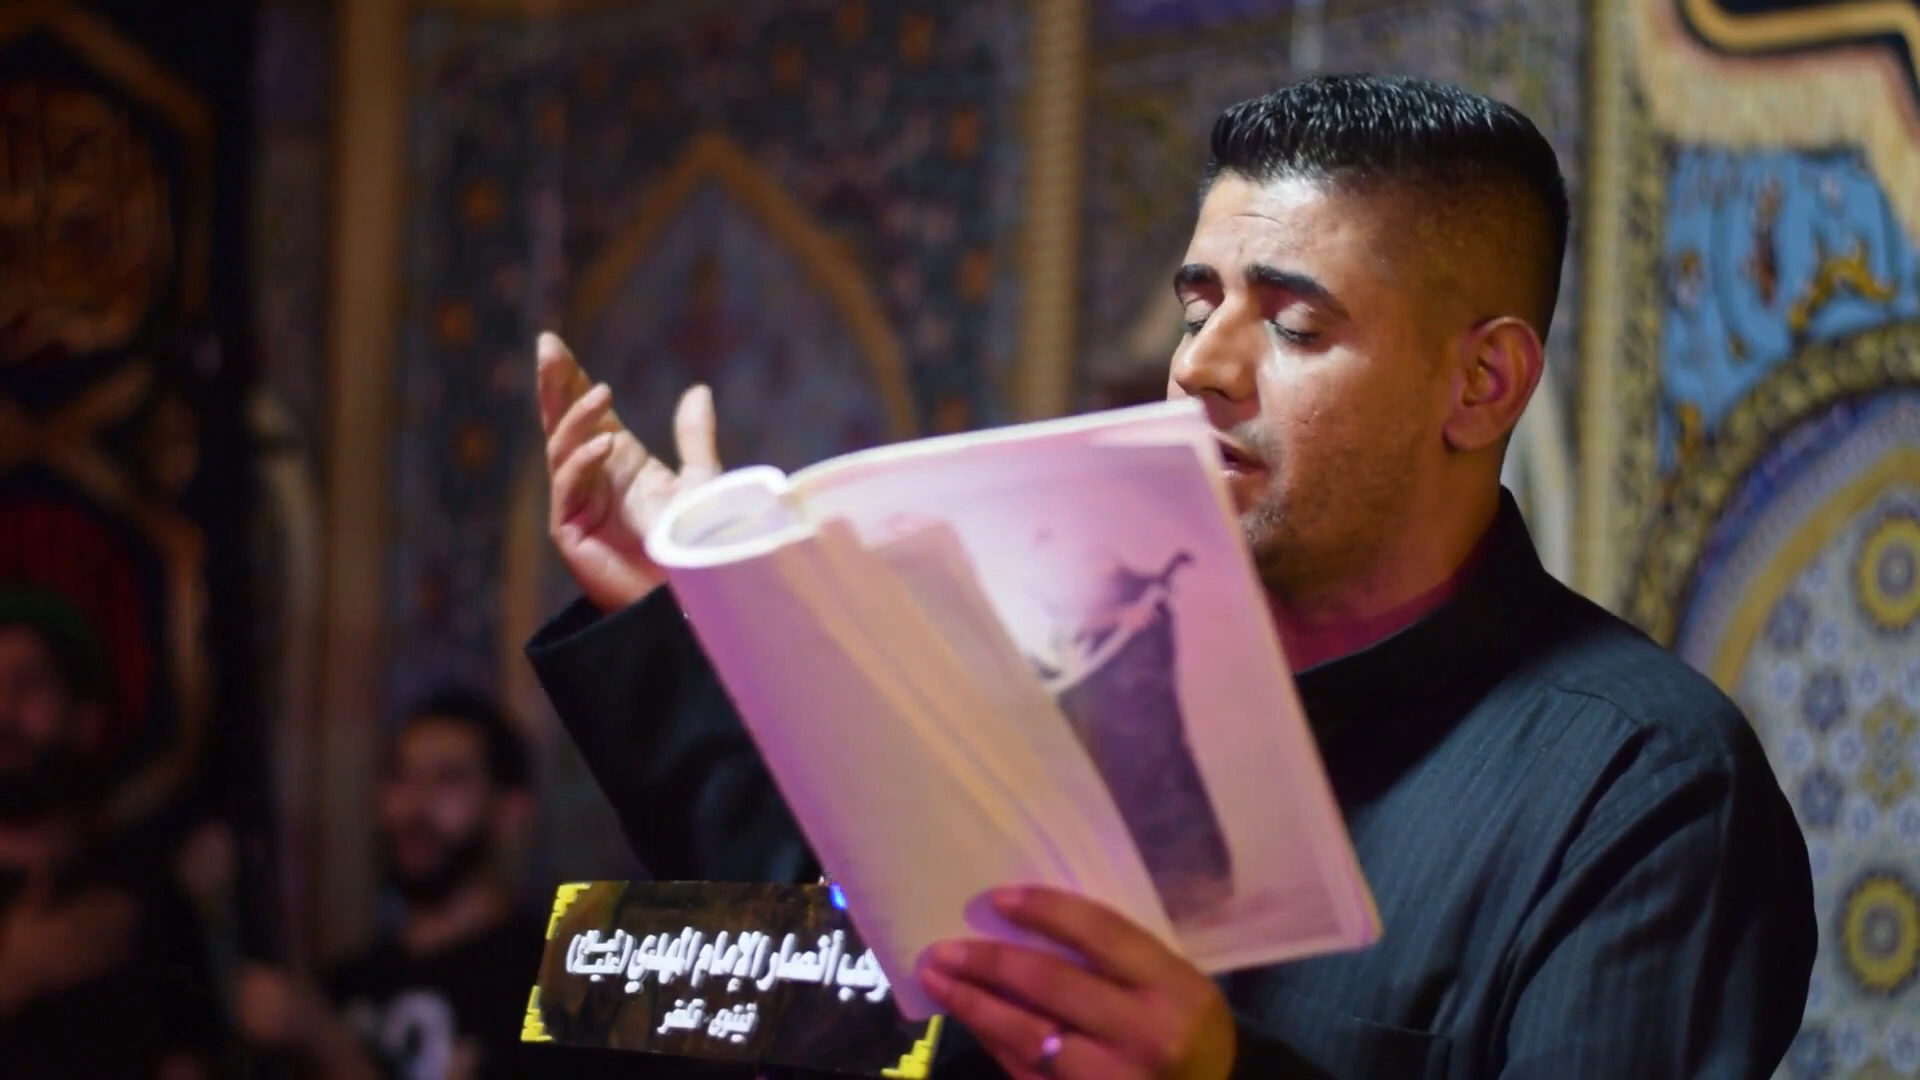 موكب أنصار الإمام المهدي (عليه السلام)
نينوى - تلعفر